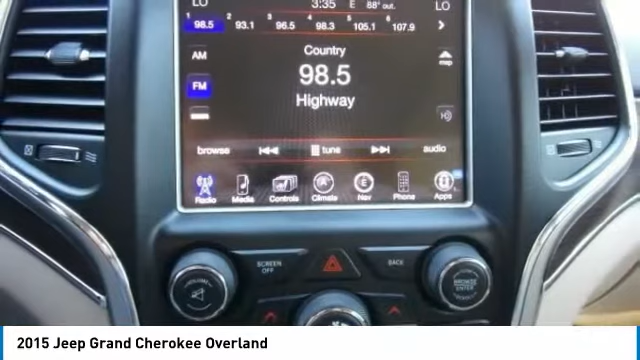 LO 3:35 E 88° out LO
1 98.5 2 93.1 3 96.5 4 98.3 5 105.1 6 107.9
AM
Country
map
FM
98.5
Highway
browse tune audio
Radio Media Controls Climate Nav Phone Apps
SCREEN OFF
BACK
VOLUME
BROWSE ENTER
2015 Jeep Grand Cherokee Overland